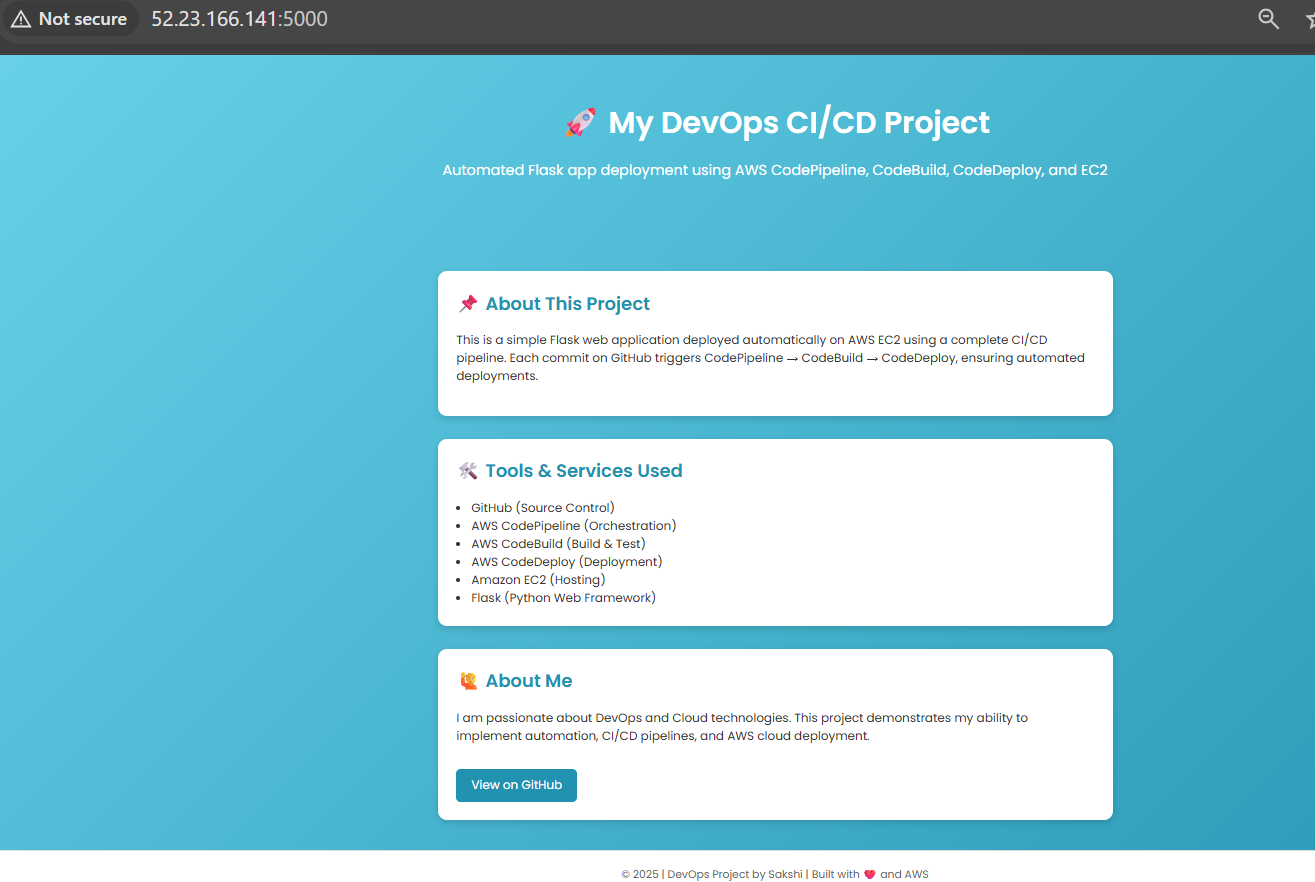 Not secure 52.23.166.141:5000
🚀 My DevOps CI/CD Project
Automated Flask app deployment using AWS CodePipeline, CodeBuild, CodeDeploy, and EC2
📌 About This Project
This is a simple Flask web application deployed automatically on AWS EC2 using a complete CI/CD
pipeline. Each commit on GitHub triggers CodePipeline → CodeBuild → CodeDeploy, ensuring automated
deployments.
🛠 Tools & Services Used
• GitHub (Source Control)
• AWS CodePipeline (Orchestration)
• AWS CodeBuild (Build & Test)
• AWS CodeDeploy (Deployment)
• Amazon EC2 (Hosting)
• Flask (Python Web Framework)
🙋 About Me
I am passionate about DevOps and Cloud technologies. This project demonstrates my ability to
implement automation, CI/CD pipelines, and AWS cloud deployment.
View on GitHub
© 2025 | DevOps Project by Sakshi | Built with ❤️ and AWS